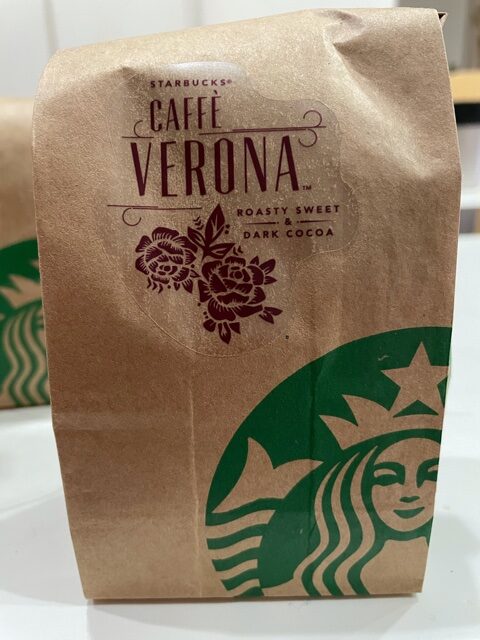 STARBUCKS®
CAFFÈ
VERONA™
ROASTY SWEET
&
DARK COCOA